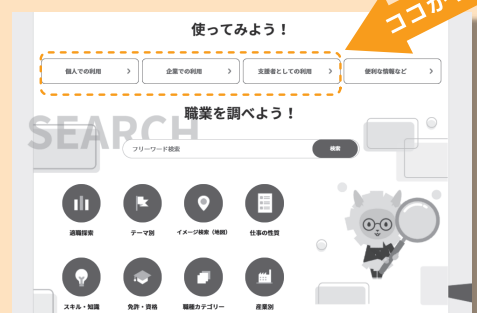 ココが
使ってみよう！
個人での利用 >
企業での利用 >
支援者としての利用 >
便利な情報など >
職業を調べよう！
SEARCH
フリーワード検索
検索
適職探索
テーマ別
イメージ検索（地図）
仕事の性質
スキル・知識
免許・資格
職種カテゴリー
産業別